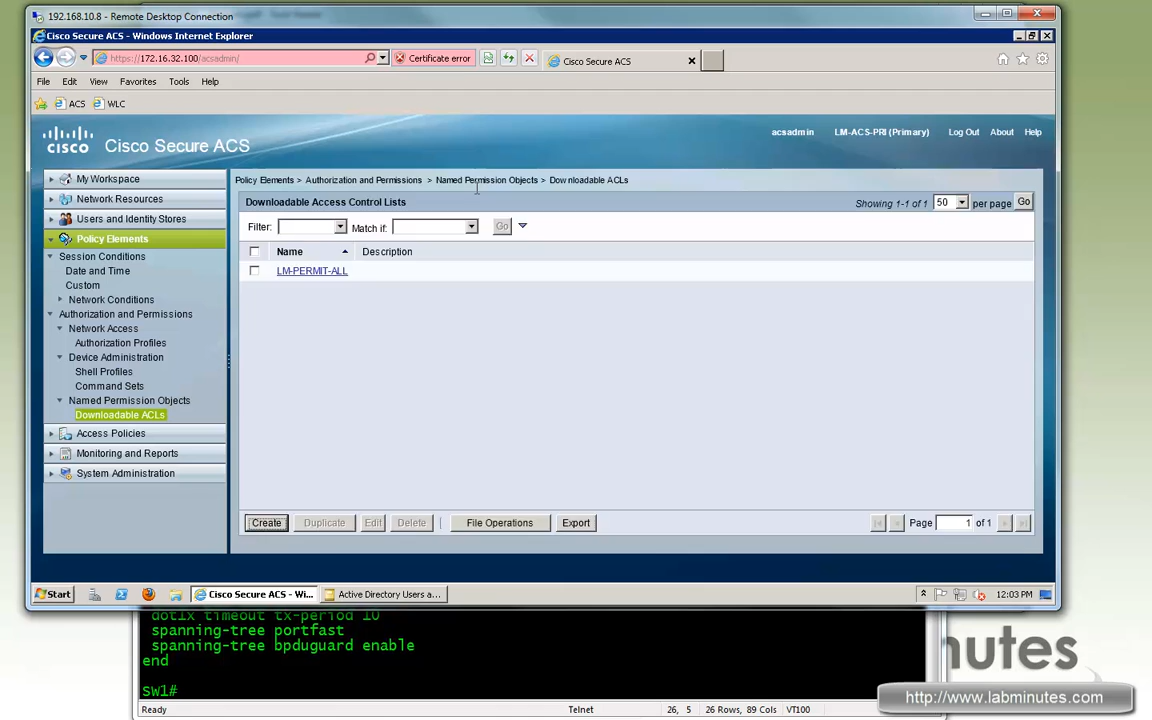 192.168.10.8 - Remote Desktop Connection
Cisco Secure ACS - Windows Internet Explorer
https://172.16.32.100/acsadmin/
Certificate error
Cisco Secure ACS
File Edit View Favorites Tools Help
ACS WLC
acsadmin LM-ACS-PRI (Primary) Log Out About Help
CISCO Cisco Secure ACS
My Workspace
Network Resources
Users and Identity Stores
Policy Elements
Session Conditions
Date and Time
Custom
Network Conditions
Authorization and Permissions
Network Access
Authorization Profiles
Device Administration
Shell Profiles
Command Sets
Named Permission Objects
Downloadable ACLs
Access Policies
Monitoring and Reports
System Administration
Policy Elements > Authorization and Permissions > Named Permission Objects > Downloadable ACLs
Downloadable Access Control Lists
Showing 1-1 of 1 50 per page Go
Filter: Match if: Go
Name Description
LM-PERMIT-ALL
Create Duplicate Edit Delete File Operations Export Page 1 of 1
Start Cisco Secure ACS - Wi... Active Directory Users a... 12:03 PM
dot1x timeout tx-period 10
spanning-tree portfast
spanning-tree bpduguard enable
end
sw1#
Ready Telnet 26, 5 26 Rows, 89 Cols VT100
nutes
http://www.labminutes.com